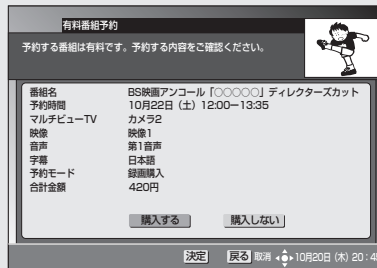 有料番組予約
予約する番組は有料です。予約する内容をご確認ください。
番組名 BS映画アンコール「○○○○○」ディレクターズカット
予約時間 10月22日（土）12:00ー13:35
マルチビューTV カメラ2
映像 映像1
音声 第1音声
字幕 日本語
予約モード 録画購入
合計金額 420円
購入する 購入しない
決定 戻る 取消 10月20日（木）20:45